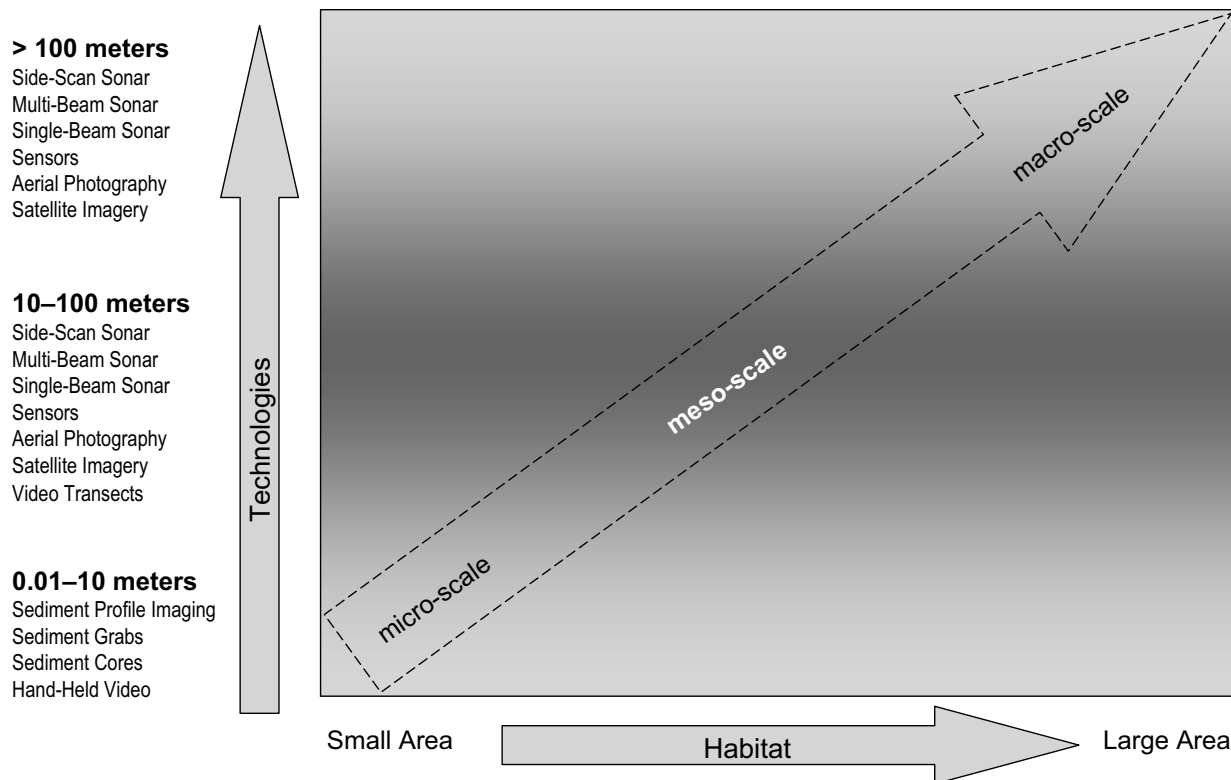 > 100 meters
Side-Scan Sonar
Multi-Beam Sonar
Single-Beam Sonar
Sensors
Aerial Photography
Satellite Imagery
10–100 meters
Side-Scan Sonar
Multi-Beam Sonar
Single-Beam Sonar
Sensors
Aerial Photography
Satellite Imagery
Video Transects
0.01–10 meters
Sediment Profile Imaging
Sediment Grabs
Sediment Cores
Hand-Held Video
Technologies
macro-scale
meso-scale
micro-scale
Small Area
Habitat
Large Area